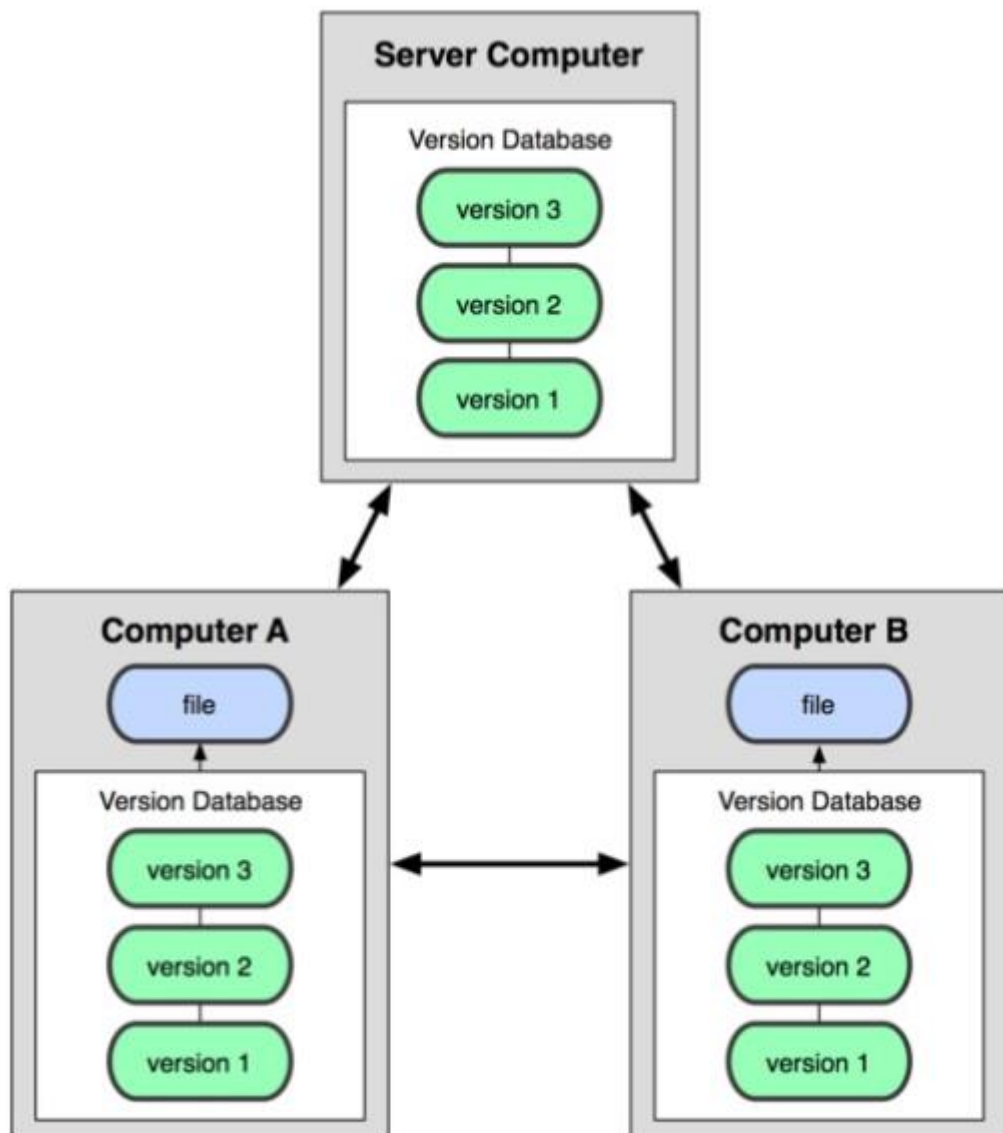 Server Computer
Version Database
version 3
version 2
version 1
Computer A
file
Version Database
version 3
version 2
version 1
Computer B
file
Version Database
version 3
version 2
version 1